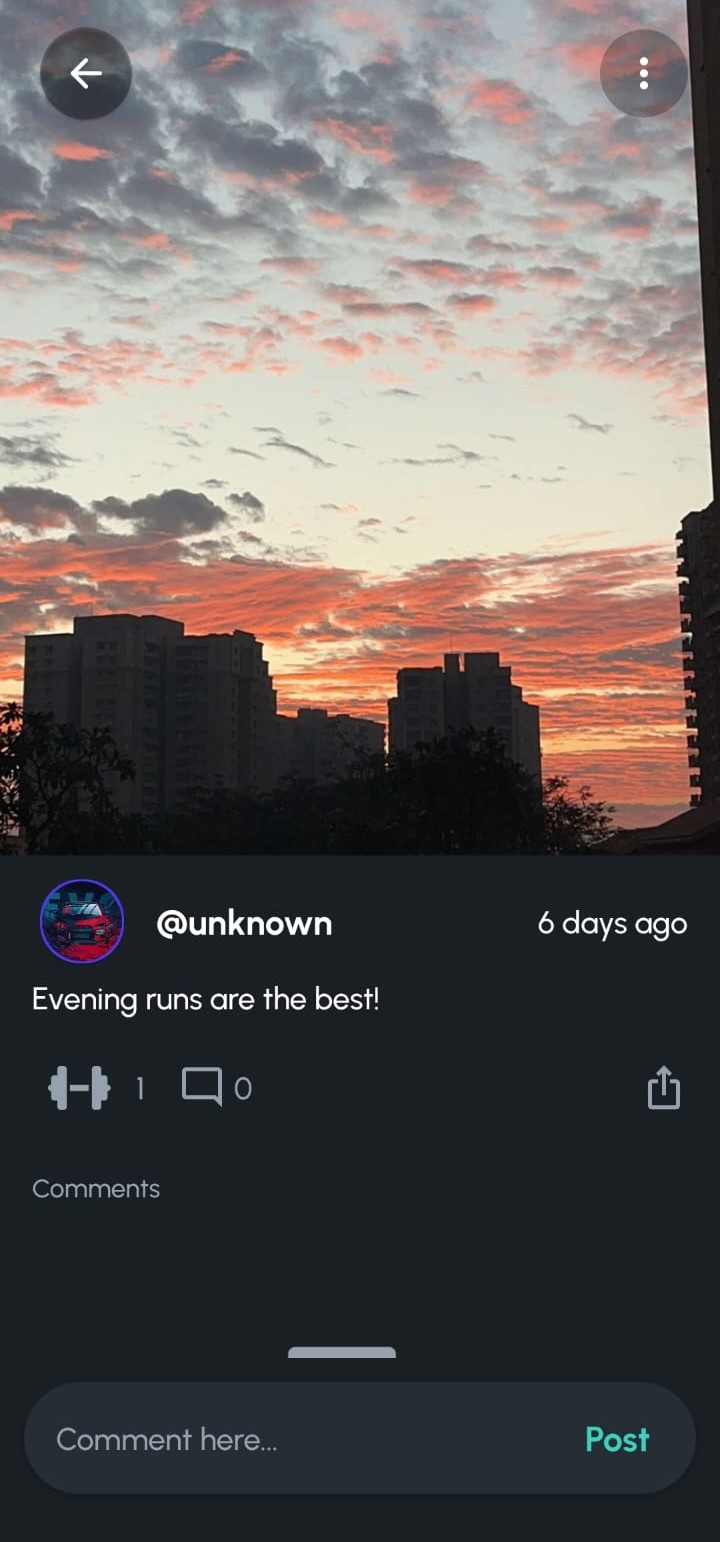 @unknown
6 days ago
Evening runs are the best!
1
0
Comments
Comment here...
Post